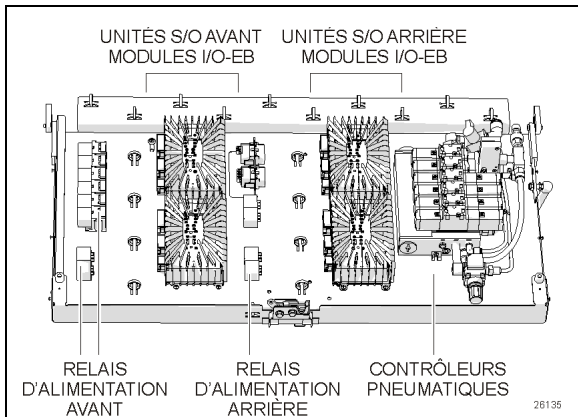 UNITÉS S/O AVANT
MODULES I/O-EB
UNITÉS S/O ARRIÈRE
MODULES I/O-EB
RELAIS
D'ALIMENTATION
AVANT
RELAIS
D'ALIMENTATION
ARRIÈRE
CONTRÔLEURS
PNEUMATIQUES
26135